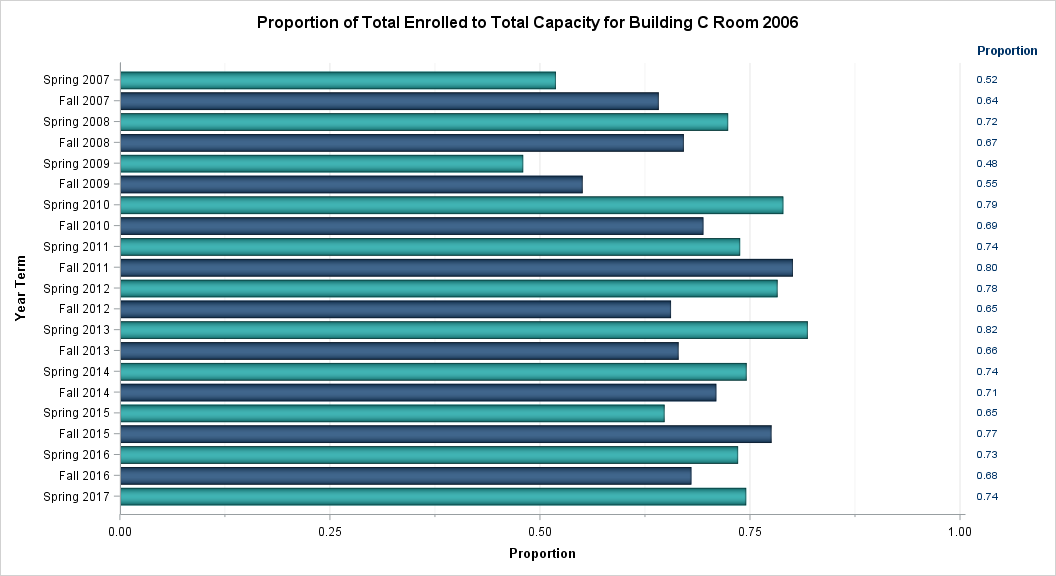 Proportion of Total Enrolled to Total Capacity for Building C Room 2006
Proportion
Spring 2007 0.52
Fall 2007 0.64
Spring 2008 0.72
Fall 2008 0.67
Spring 2009 0.48
Fall 2009 0.55
Spring 2010 0.79
Fall 2010 0.69
Spring 2011 0.74
Fall 2011 0.80
Spring 2012 0.78
Fall 2012 0.65
Spring 2013 0.82
Fall 2013 0.66
Spring 2014 0.74
Fall 2014 0.71
Spring 2015 0.65
Fall 2015 0.77
Spring 2016 0.73
Fall 2016 0.68
Spring 2017 0.74
Year Term
0.00 0.25 0.50 0.75 1.00
Proportion